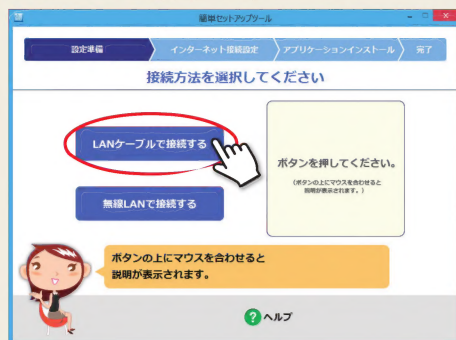 簡単セットアップツール
設定準備
インターネット接続設定
アプリケーションインストール
完了
接続方法を選択してください
LANケーブルで接続する
無線LANで接続する
ボタンを押してください。
(ボタンの上にマウスを合わせると
説明が表示されます。)
ボタンの上にマウスを合わせると
説明が表示されます。
? ヘルプ